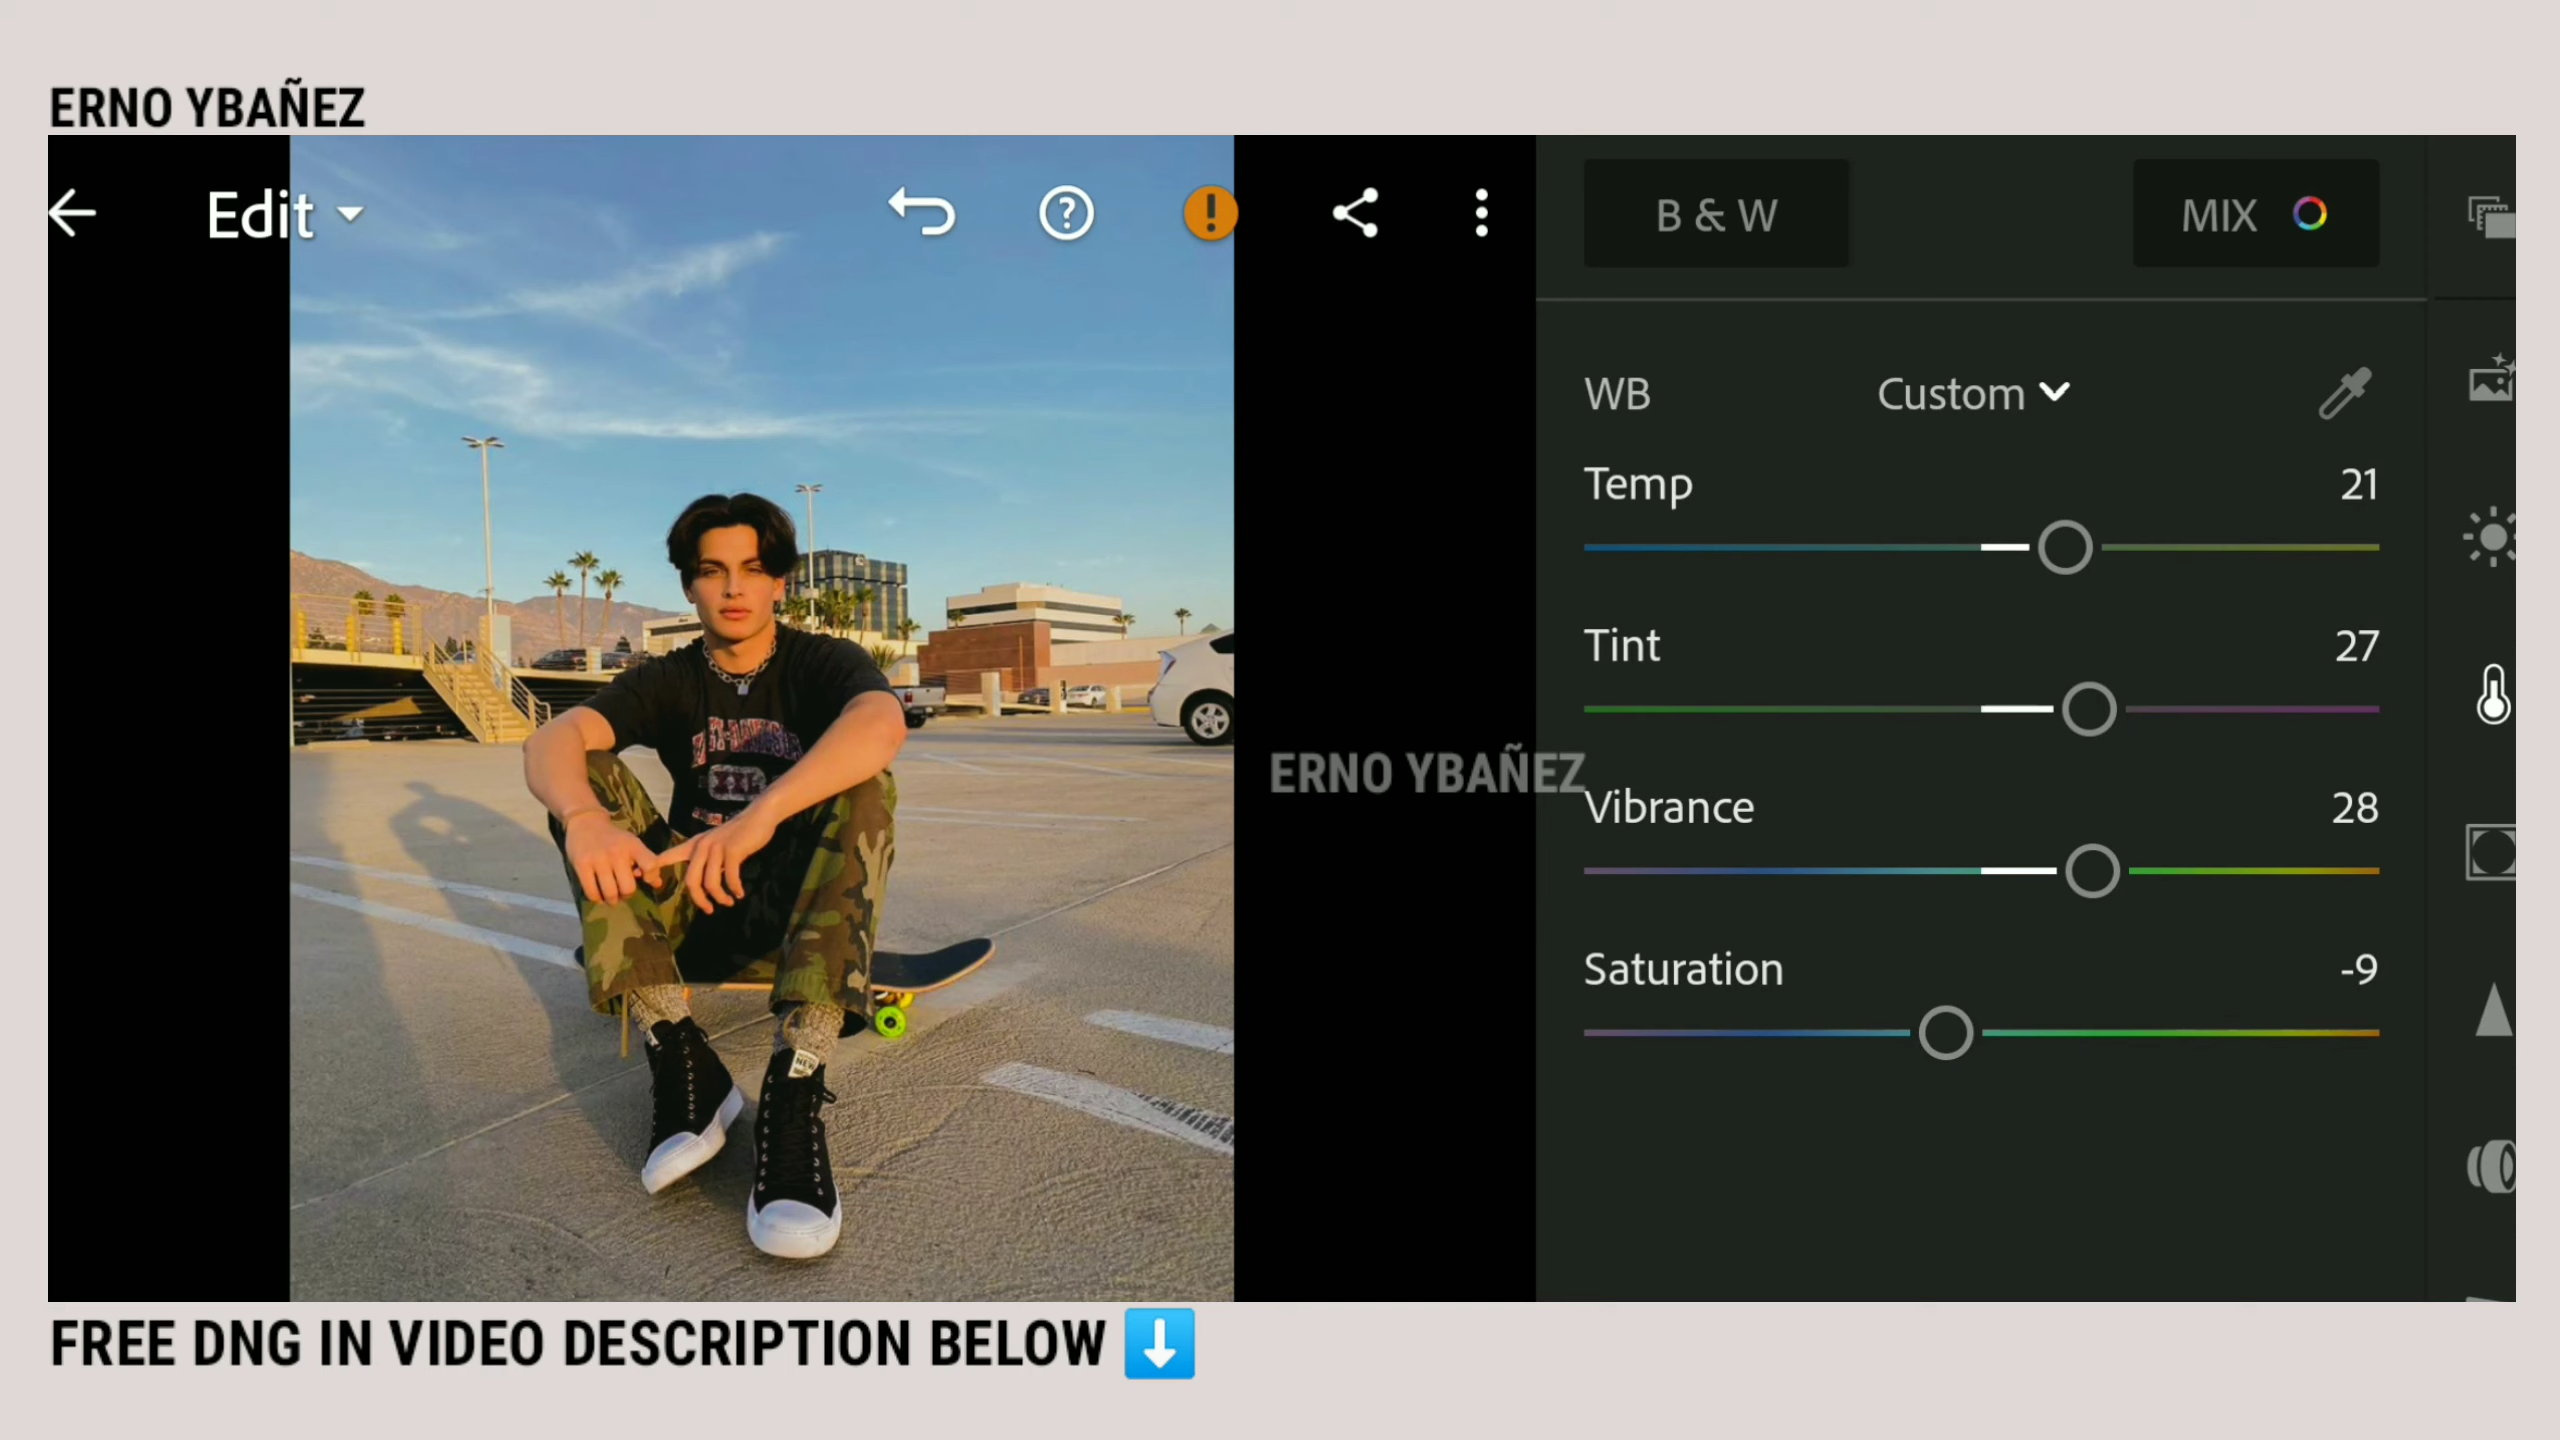 ERNO YBAÑEZ
Edit
B & W
MIX
WB
Custom
Temp
21
Tint
27
ERNO YBAÑEZ
Vibrance
28
Saturation
-9
FREE DNG IN VIDEO DESCRIPTION BELOW ⬇️